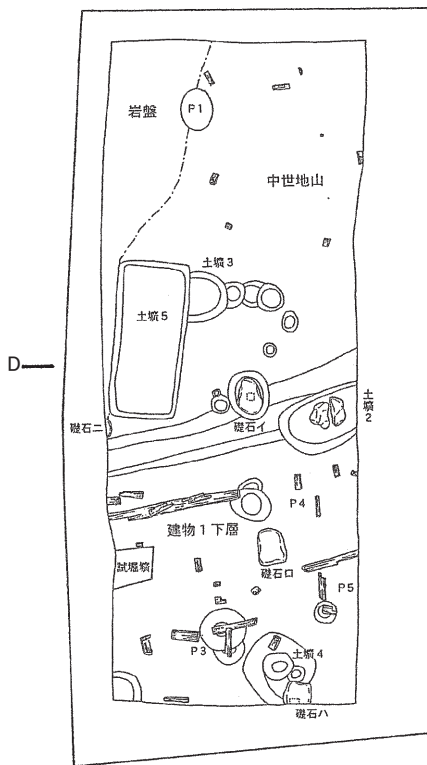 岩盤
P1
中世地山
土壙3
土壙5
D
土壙2
礎石ニ
礎石イ
P4
建物1下層
試堀壙
礎石ロ
P5
P3
土壙4
礎石ハ